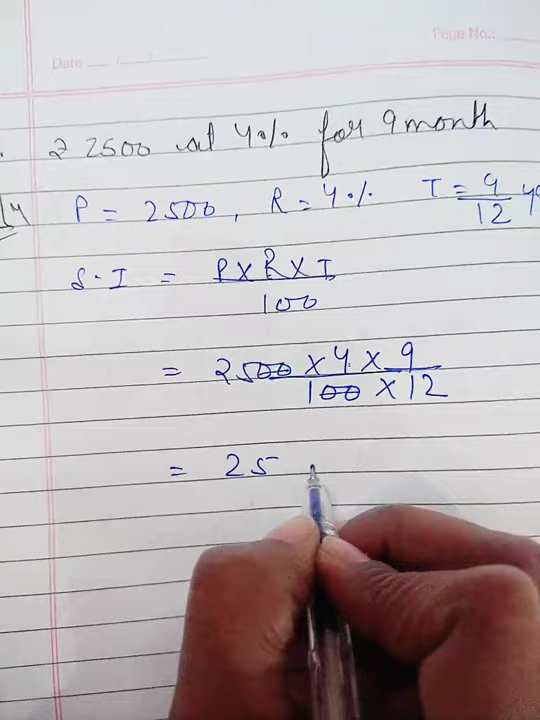 Page No.:
Date
₹ 2500 at 4% for 9 month
P = 2500, R = 4% T = 9/12
S.I = P×R×T/100
= 2500 × 4 × 9/100 × 12
= 25